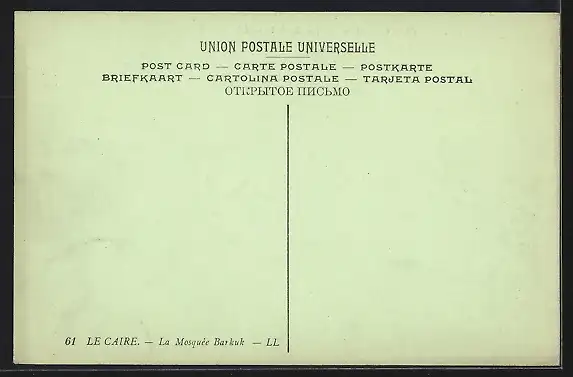 UNION POSTALE UNIVERSELLE
POST CARD — CARTE POSTALE — POSTKARTE
BRIEFKAART — CARTOLINA POSTALE — TARJETA POSTAL
ОТКРЫТОЕ ПИСЬМО
61 LE CAIRE. — La Mosquée Barkuk — LL